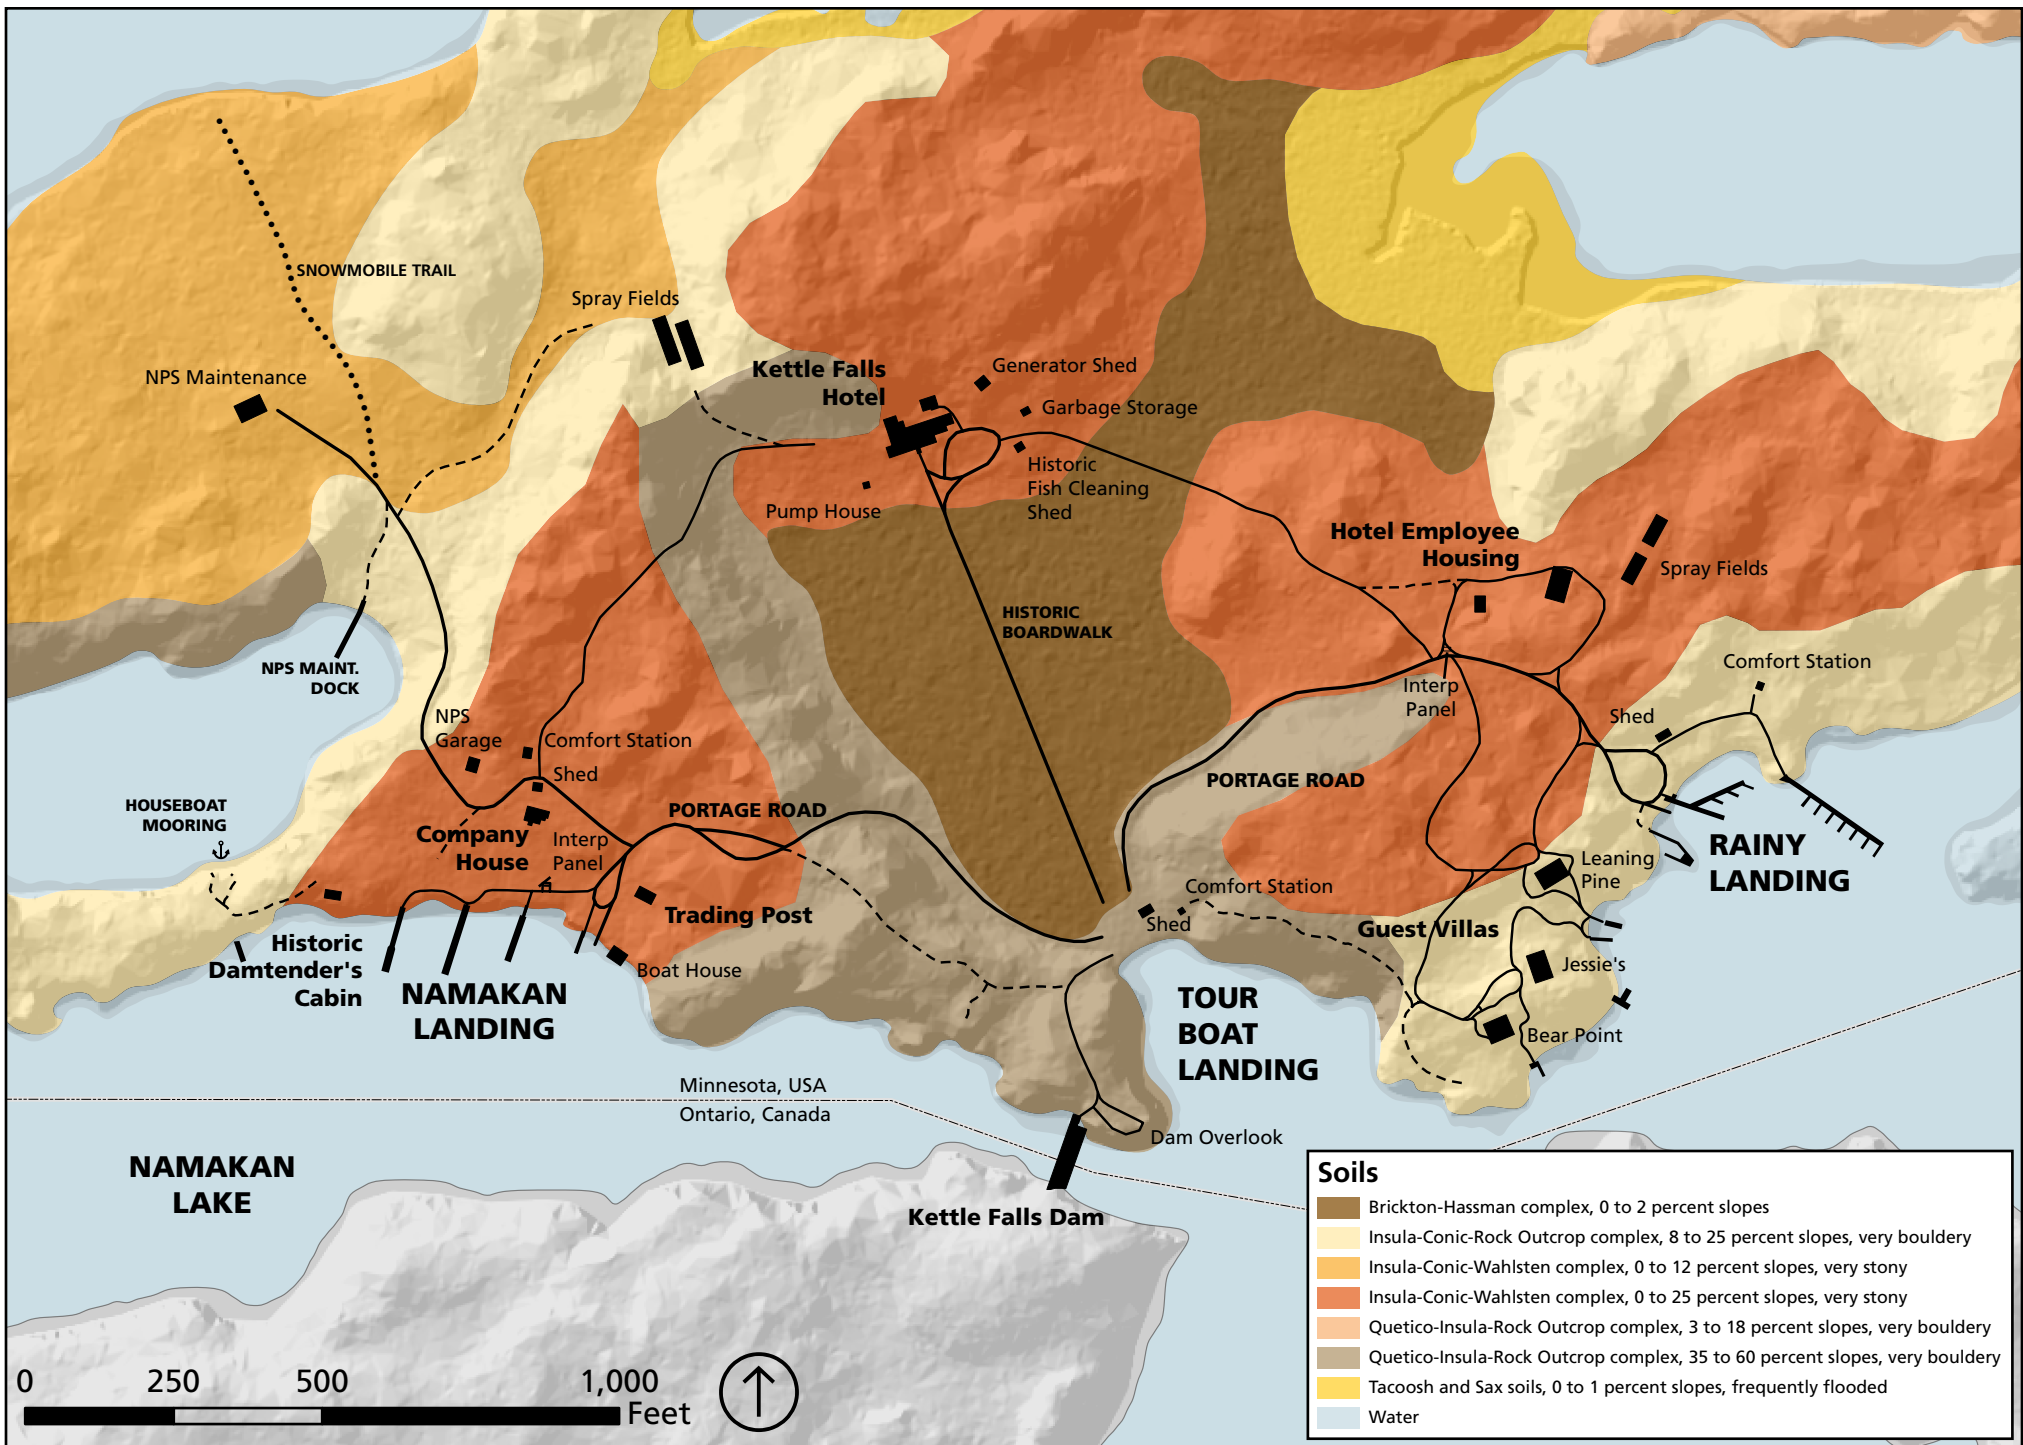 SNOWMOBILE TRAIL
Spray Fields
NPS Maintenance
Kettle Falls
Hotel
Generator Shed
Garbage Storage
Historic
Fish Cleaning
Shed
Pump House
Hotel Employee
Housing
Spray Fields
HISTORIC
BOARDWALK
NPS MAINT.
DOCK
Interp
Panel
Comfort Station
Shed
NPS
Garage
Comfort Station
Shed
PORTAGE ROAD
PORTAGE ROAD
HOUSEBOAT
MOORING
Company
House
Interp
Panel
RAINY
LANDING
Leaning
Pine
Comfort Station
Shed
Trading Post
Guest Villas
Historic
Damtender's
Cabin
Boat House
Jessie's
NAMAKAN
LANDING
TOUR
BOAT
LANDING
Bear Point
Minnesota, USA
Ontario, Canada
Dam Overlook
NAMAKAN
LAKE
Kettle Falls Dam
Soils
Brickton-Hassman complex, 0 to 2 percent slopes
Insula-Conic-Rock Outcrop complex, 8 to 25 percent slopes, very bouldery
Insula-Conic-Wahlsten complex, 0 to 12 percent slopes, very stony
Insula-Conic-Wahlsten complex, 0 to 25 percent slopes, very stony
Quetico-Insula-Rock Outcrop complex, 3 to 18 percent slopes, very bouldery
Quetico-Insula-Rock Outcrop complex, 35 to 60 percent slopes, very bouldery
Tacoosh and Sax soils, 0 to 1 percent slopes, frequently flooded
Water
0 250 500 1,000
Feet